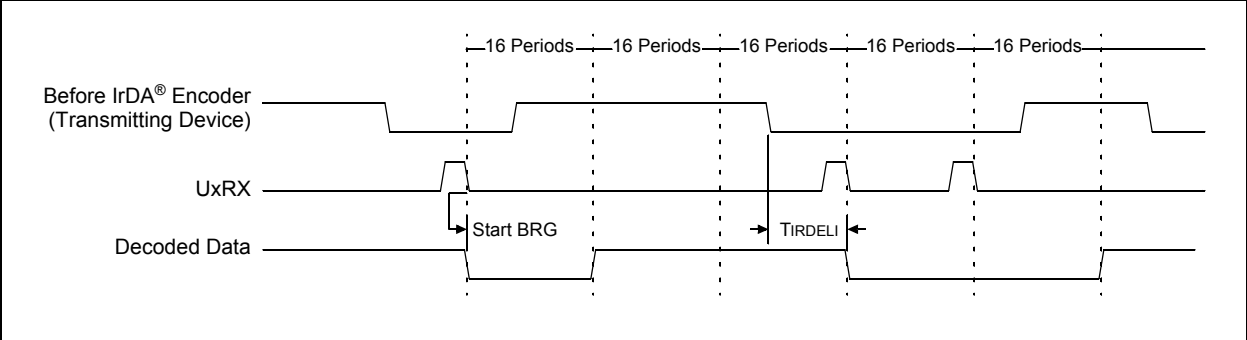 16 Periods 16 Periods 16 Periods 16 Periods 16 Periods
Before IrDA® Encoder
(Transmitting Device)
UxRX
Start BRG
TIRDELI
Decoded Data